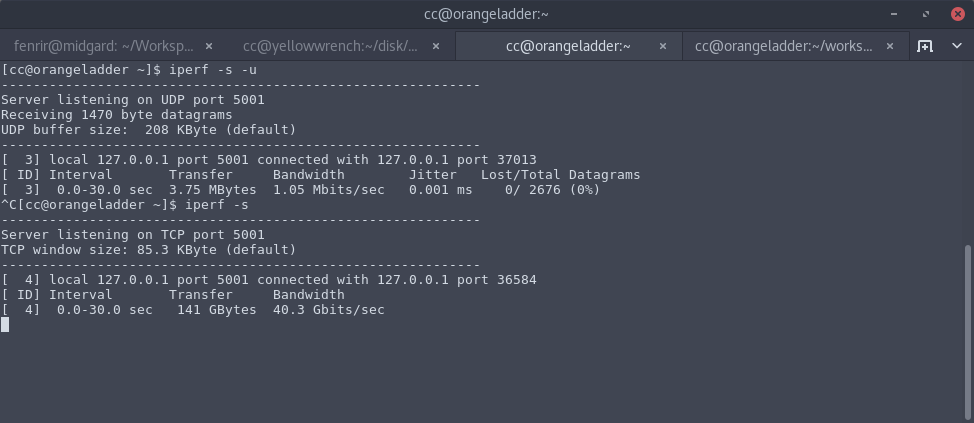 cc@orangeladder:~
fenrir@midgard: ~/Worksp... × cc@yellowwrench:~/disk/... × cc@orangeladder:~ × cc@orangeladder:~/works... ×
[cc@orangeladder ~]$ iperf -s -u
------------------------------------------------------------
Server listening on UDP port 5001
Receiving 1470 byte datagrams
UDP buffer size:  208 KByte (default)
------------------------------------------------------------
[  3] local 127.0.0.1 port 5001 connected with 127.0.0.1 port 37013
[ ID] Interval       Transfer     Bandwidth        Jitter   Lost/Total Datagrams
[  3]  0.0-30.0 sec  3.75 MBytes  1.05 Mbits/sec   0.001 ms    0/ 2676 (0%)
^C[cc@orangeladder ~]$ iperf -s
------------------------------------------------------------
Server listening on TCP port 5001
TCP window size: 85.3 KByte (default)
------------------------------------------------------------
[  4] local 127.0.0.1 port 5001 connected with 127.0.0.1 port 36584
[ ID] Interval       Transfer     Bandwidth
[  4]  0.0-30.0 sec   141 GBytes  40.3 Gbits/sec